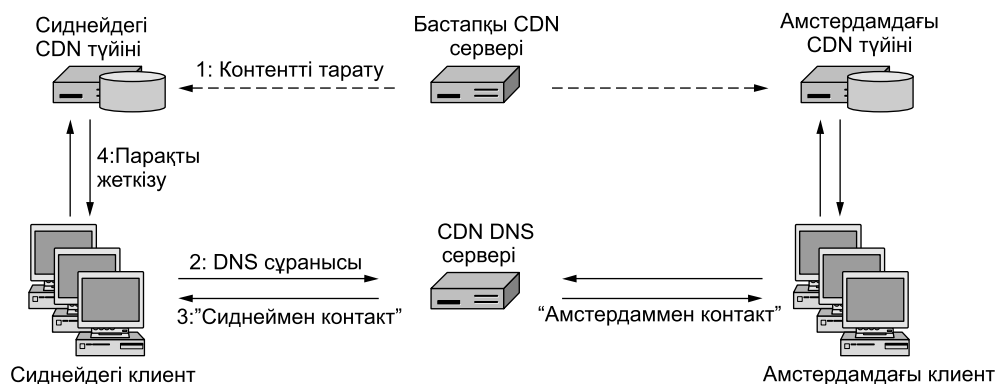 Сиднейдегі
CDN түйіні
Бастапқы CDN
сервері
Амстердамдағы
CDN түйіні
1: Контентті тарату
4:Парақты
жеткізу
CDN DNS
сервері
2: DNS сұранысы
3:”Сиднеймен контакт”
“Амстердаммен контакт”
Сиднейдегі клиент
Амстердамдағы клиент